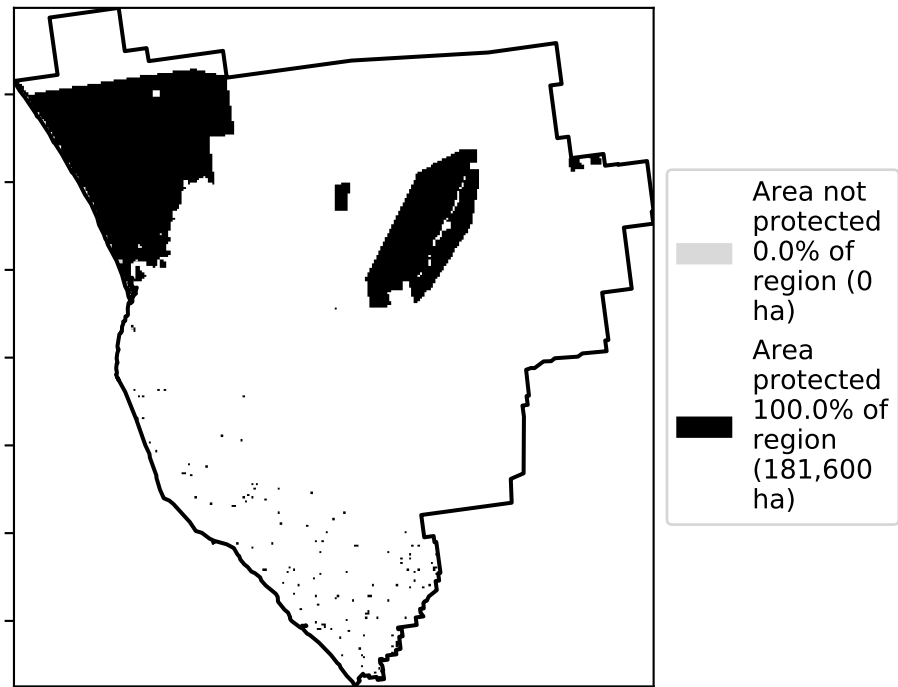 Area not
protected
0.0% of
region (0
ha)
Area
protected
100.0% of
region
(181,600
ha)